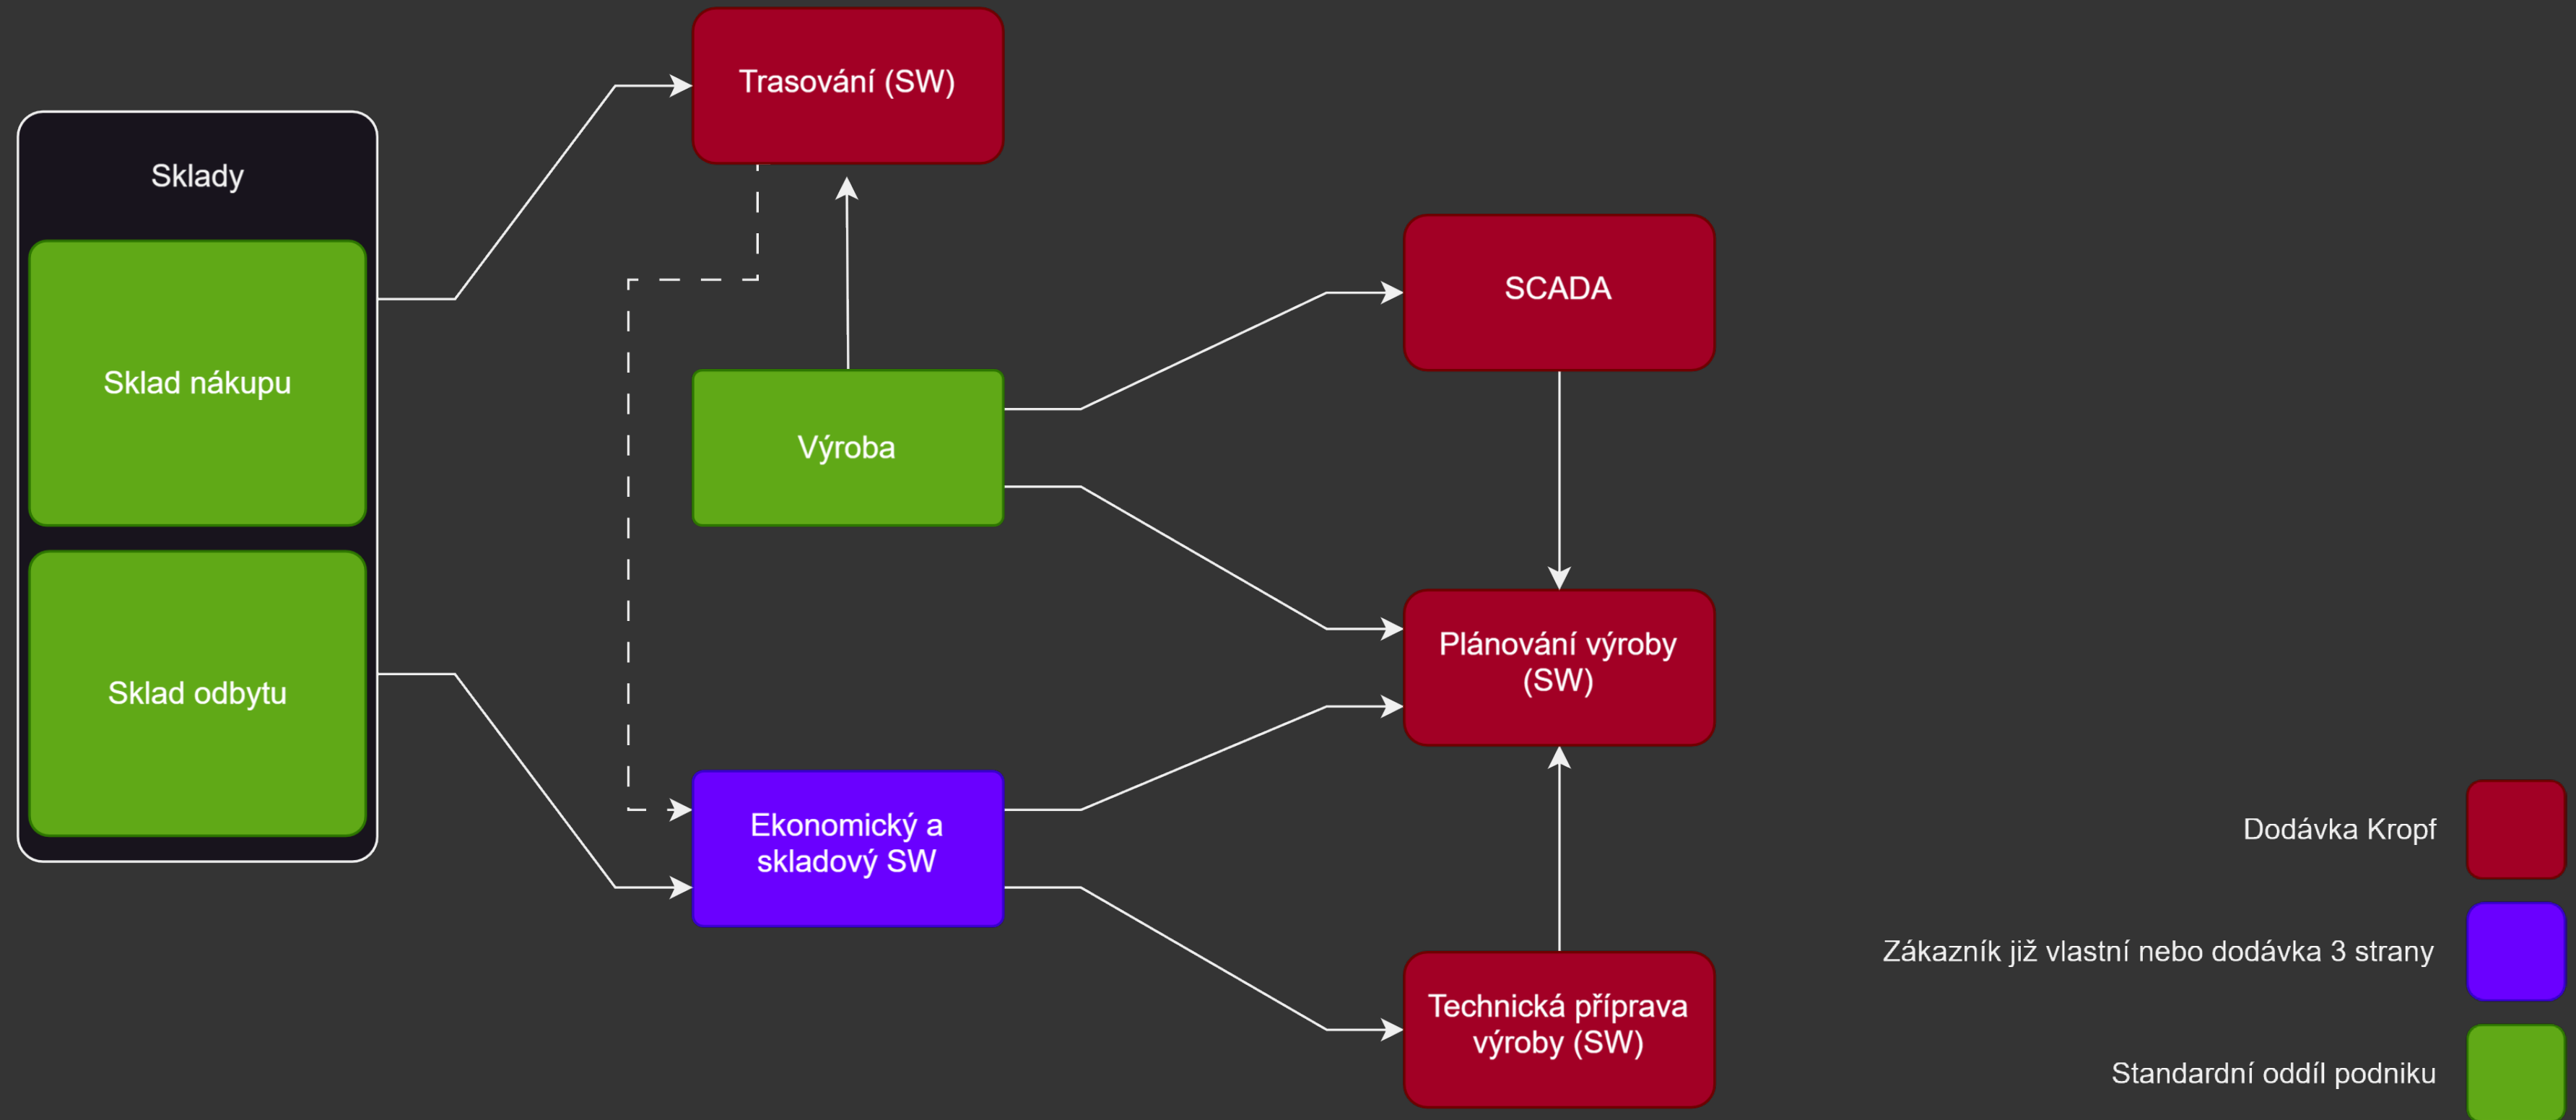 Trasování (SW)
Sklady
SCADA
Sklad nákupu
Výroba
Plánování výroby
(SW)
Sklad odbytu
Ekonomický a
skladový SW
Dodávka Kropf
Zákazník již vlastní nebo dodávka 3 strany
Technická příprava
výroby (SW)
Standardní oddíl podniku